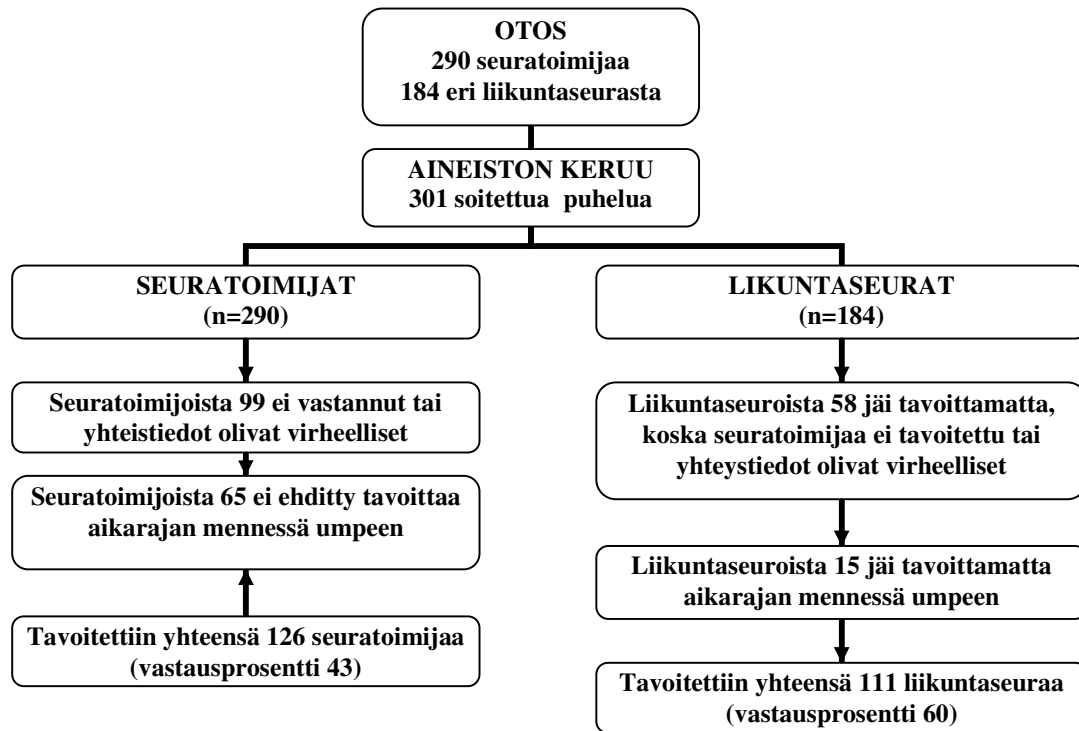 OTOS
290 seuratoimijaa
184 eri liikuntaseurasta
AINEISTON KERUU
301 soitettua puhelua
SEURATOIMIJAT
(n=290)
Seuratoimijoista 99 ei vastannut tai
yhteistiedot olivat virheelliset
Seuratoimijoista 65 ei ehditty tavoittaa
aikarajan mennessä umpeen
Tavoitettiin yhteensä 126 seuratoimijaa
(vastausprosentti 43)
LIKUNTASEURAT
(n=184)
Liikuntaseuroista 58 jäi tavoittamatta,
koska seuratoimijaa ei tavoitettu tai
yhteystiedot olivat virheelliset
Liikuntaseuroista 15 jäi tavoittamatta
aikarajan mennessä umpeen
Tavoitettiin yhteensä 111 liikuntaseuraa
(vastausprosentti 60)